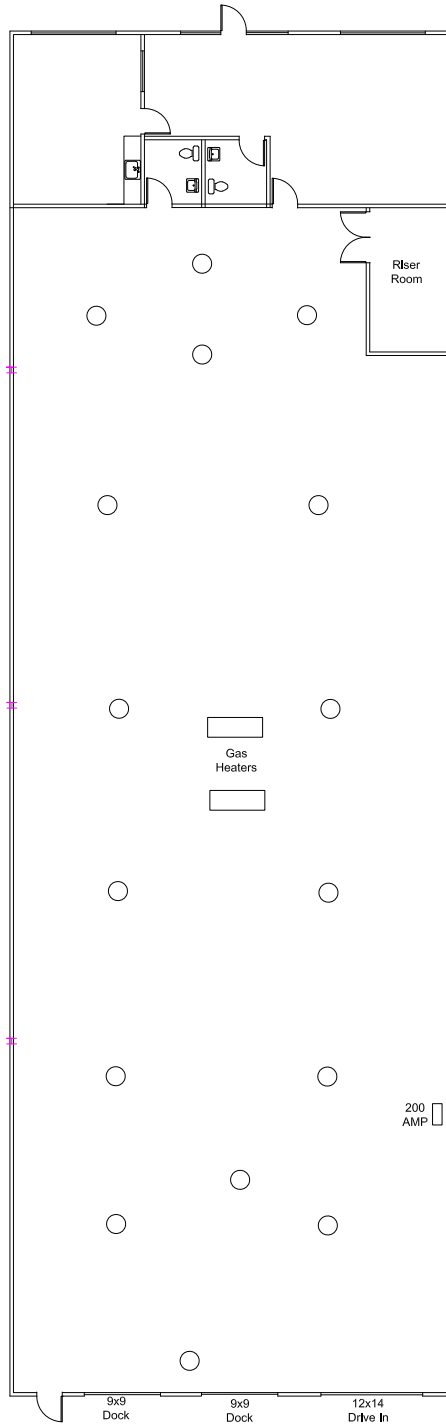 Riser
Room
Gas
Heaters
200
AMP
9x9
Dock
9x9
Dock
12x14
Drive In